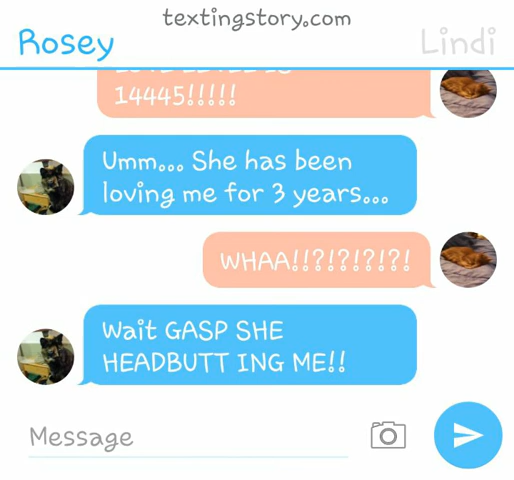 textingstory.com
Rosey
Lindi
14445!!!!!
Umm... She has been
loving me for 3 years...
WHAA!!?!?!?!?!
Wait GASP SHE
HEADBUTT ING ME!!
Message